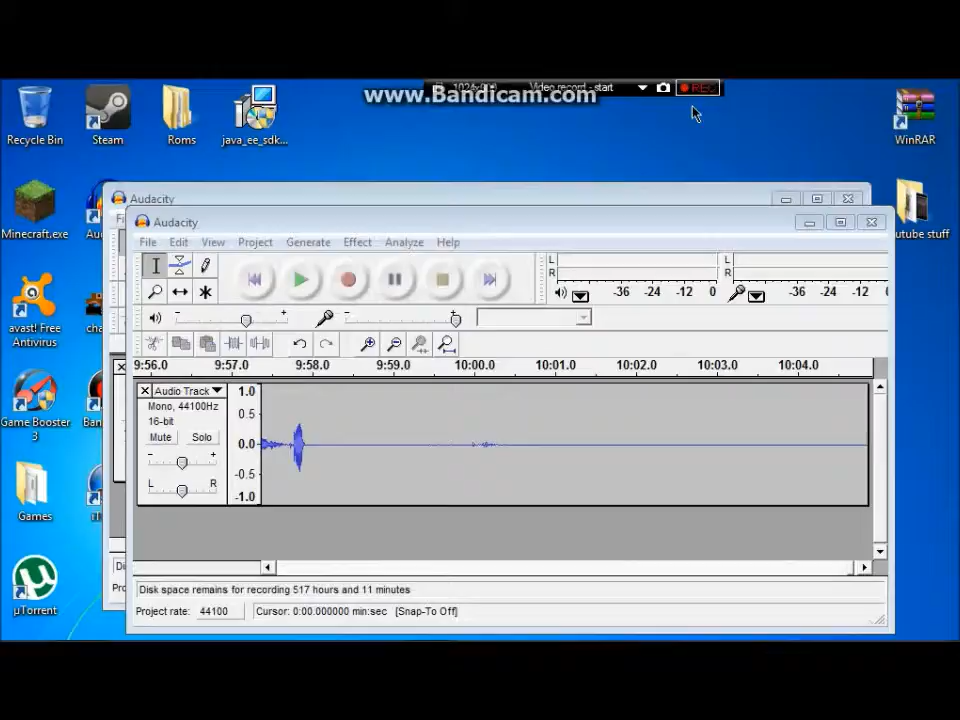 www.Bandicam.com
Video record - start
REC
Recycle Bin
Steam
Roms
java_ee_sdk...
WinRAR
Minecraft.exe
utube stuff
avast! Free
Antivirus
Game Booster
3
Games
µTorrent
Audacity
Audacity
File Edit View Project Generate Effect Analyze Help
L
R
-36 -24 -12 0
L
R
-36 -24 -12
9:56.0 9:57.0 9:58.0 9:59.0 10:00.0 10:01.0 10:02.0 10:03.0 10:04.0
Audio Track
Mono, 44100Hz
16-bit
Mute Solo
- +
L R
1.0
0.5
0.0
-0.5
-1.0
Disk space remains for recording 517 hours and 11 minutes
Project rate: 44100 Cursor: 0:00.000000 min:sec [Snap-To Off]